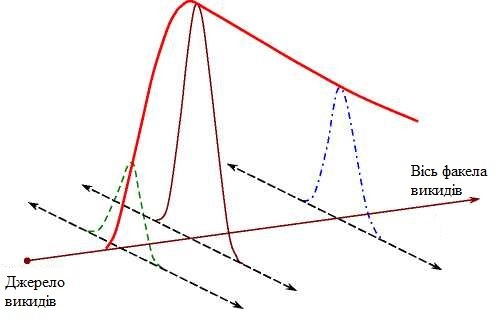 Вісь факела
викидів
Джерело
викидів